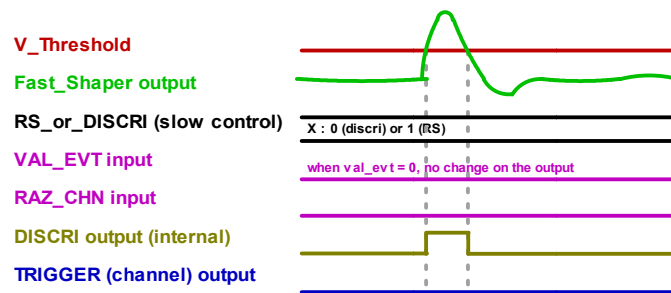 V_Threshold
Fast_Shaper output
RS_or_DISCRI (slow control)
X : 0 (discri) or 1 (RS)
VAL_EVT input
when val_evt = 0, no change on the output
RAZ_CHN input
DISCRI output (internal)
TRIGGER (channel) output